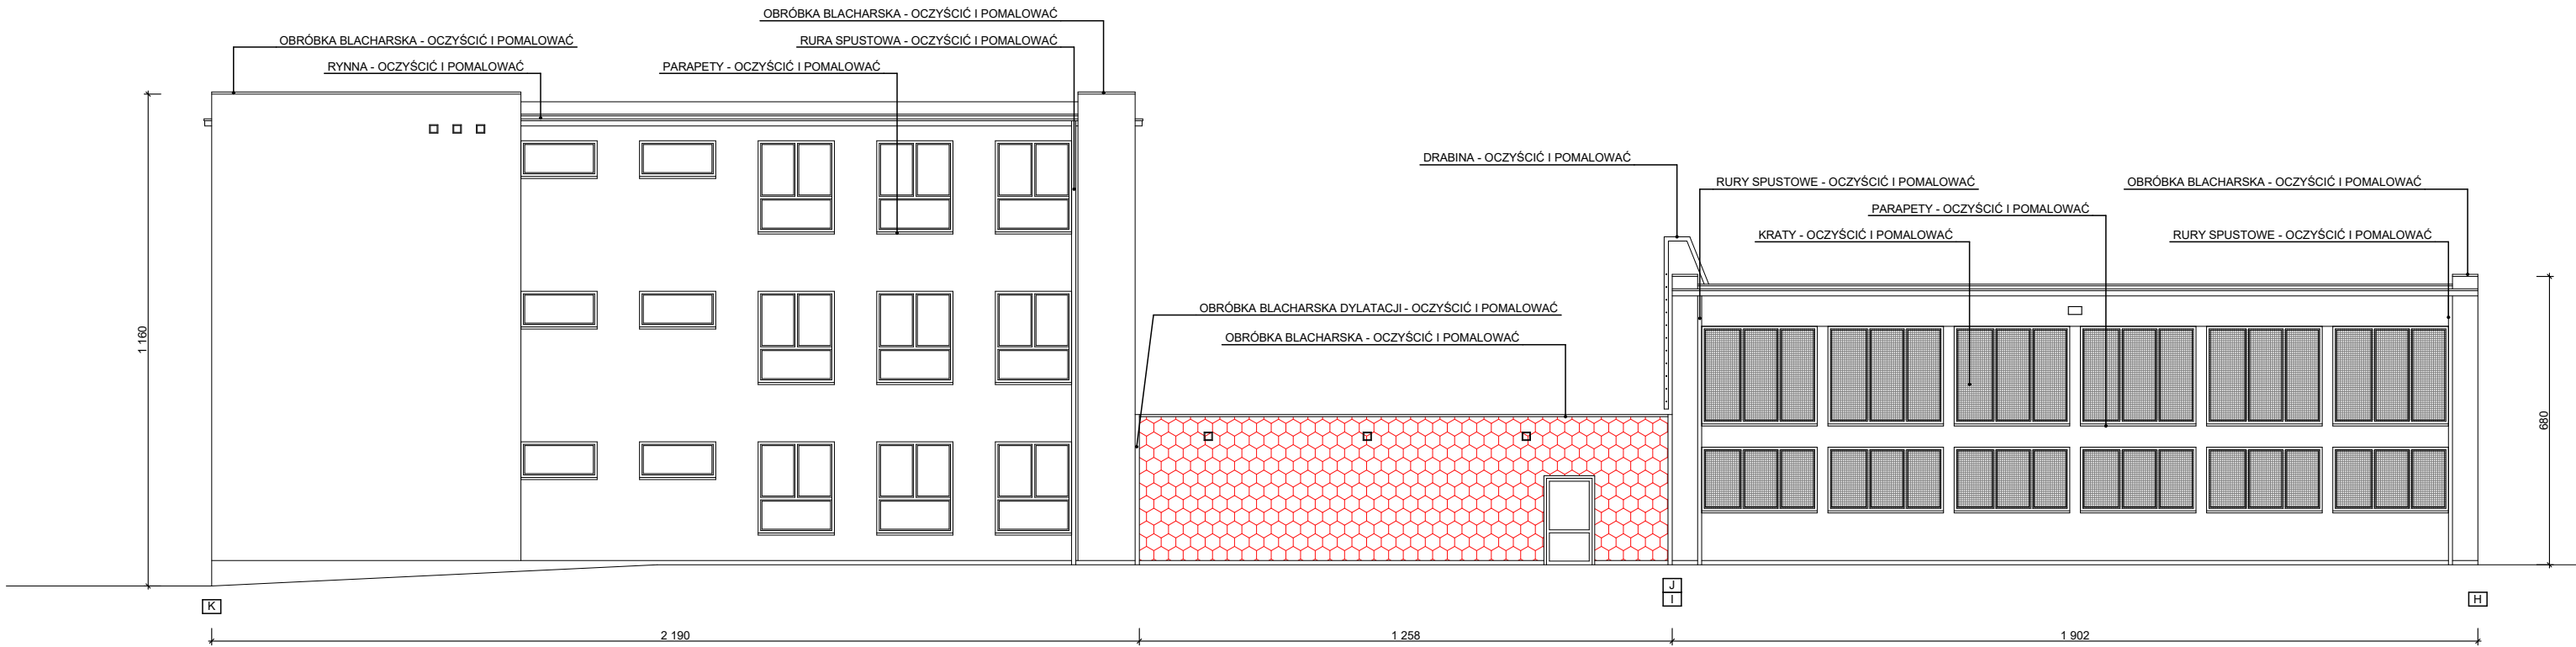 OBRÓBKA BLACHARSKA - OCZYŚCIĆ I POMALOWAĆ
OBRÓBKA BLACHARSKA - OCZYŚCIĆ I POMALOWAĆ
RURA SPUSTOWA - OCZYŚCIĆ I POMALOWAĆ
RYNNA - OCZYŚCIĆ I POMALOWAĆ
PARAPETY - OCZYŚCIĆ I POMALOWAĆ
DRABINA - OCZYŚCIĆ I POMALOWAĆ
RURY SPUSTOWE - OCZYŚCIĆ I POMALOWAĆ
OBRÓBKA BLACHARSKA - OCZYŚCIĆ I POMALOWAĆ
PARAPETY - OCZYŚCIĆ I POMALOWAĆ
KRATY - OCZYŚCIĆ I POMALOWAĆ
RURY SPUSTOWE - OCZYŚCIĆ I POMALOWAĆ
OBRÓBKA BLACHARSKA DYLATACJI - OCZYŚCIĆ I POMALOWAĆ
OBRÓBKA BLACHARSKA - OCZYŚCIĆ I POMALOWAĆ
1 160
680
K
J
I
H
2 190
1 258
1 902